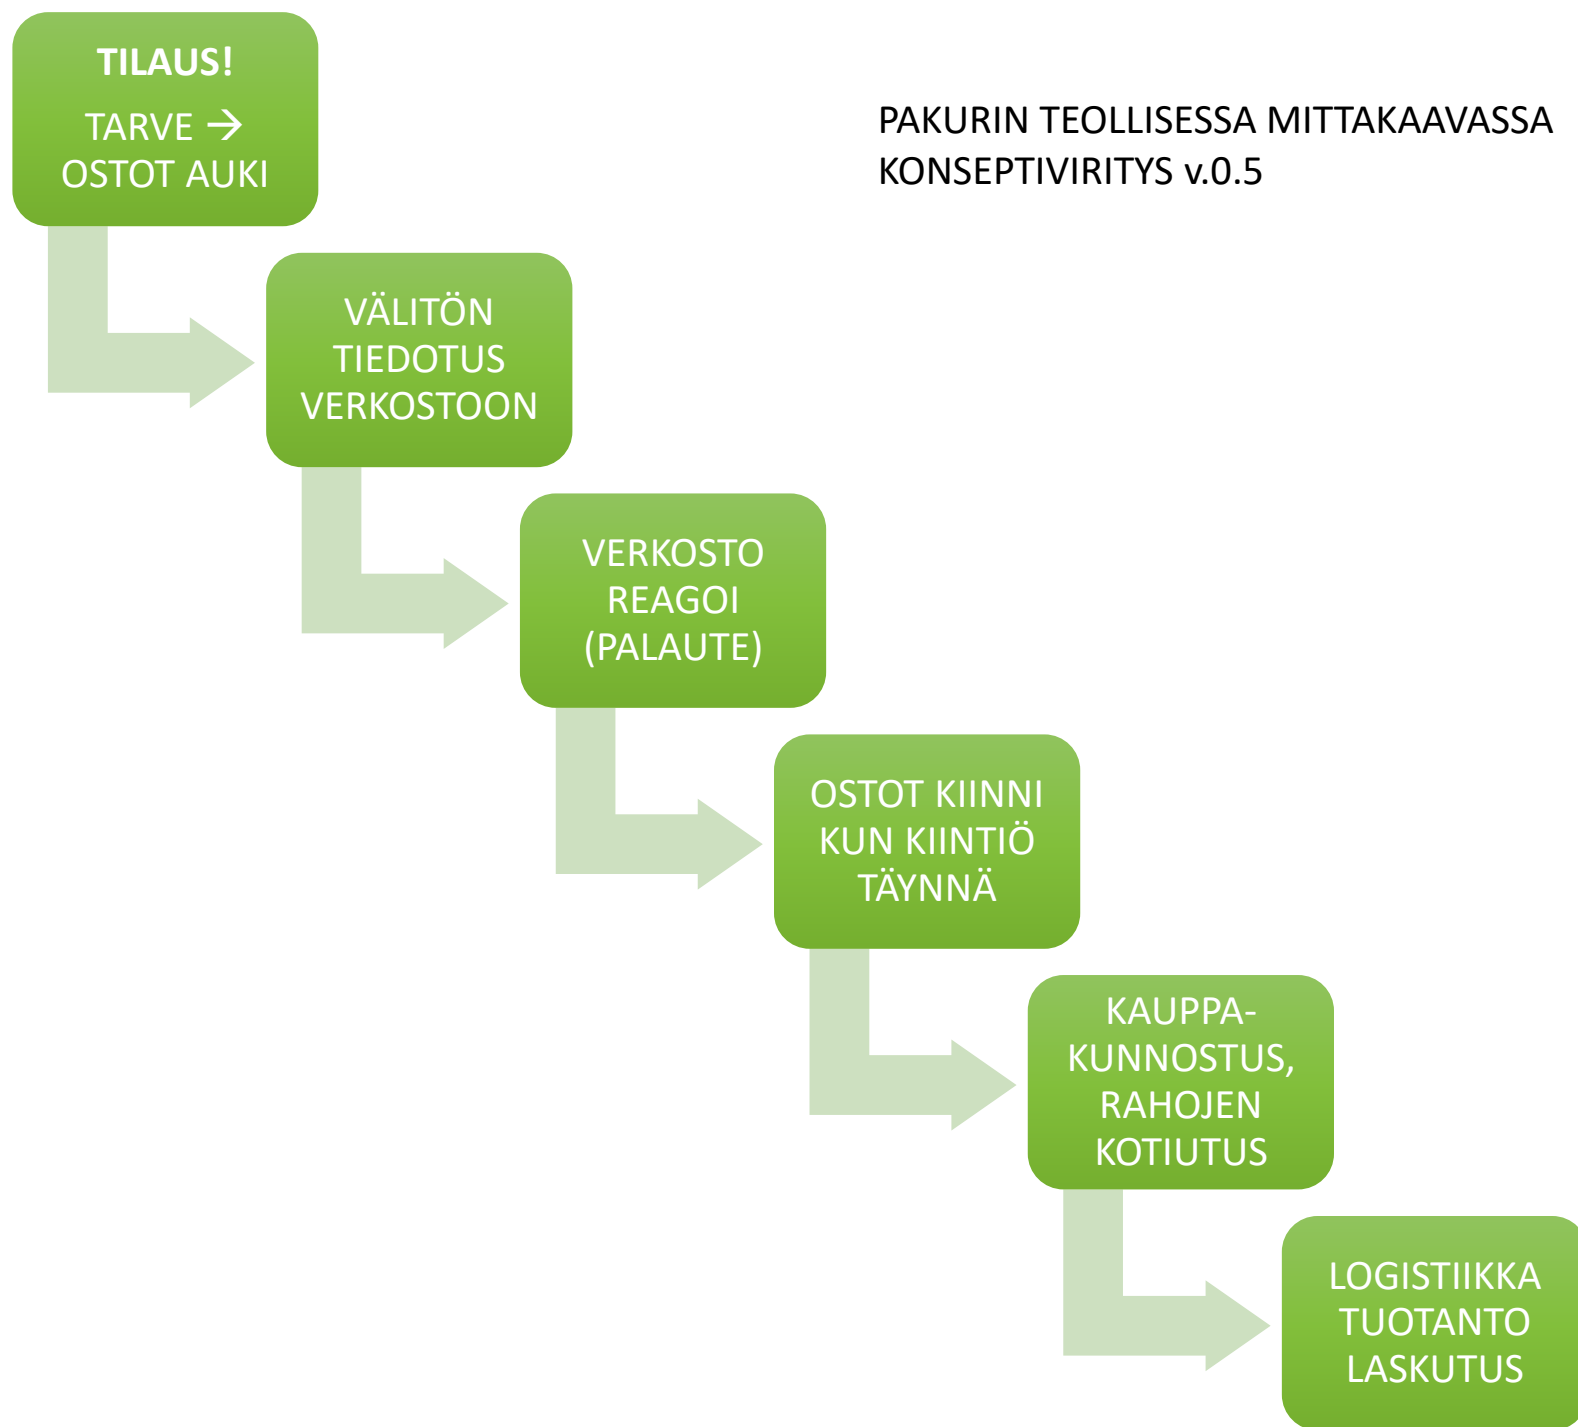 TILAUS!
TARVE →
OSTOT AUKI
PAKURIN TEOLLISESSA MITTAKAAVASSA
KONSEPTIVIRITYS v.0.5
VÄLITÖN
TIEDOTUS
VERKOSTOON
VERKOSTO
REAGOI
(PALAUTE)
OSTOT KIINNI
KUN KIINTIÖ
TÄYNNÄ
KAUPPA-
KUNNOSTUS,
RAHOJEN
KOTIUTUS
LOGISTIIKKA
TUOTANTO
LASKUTUS